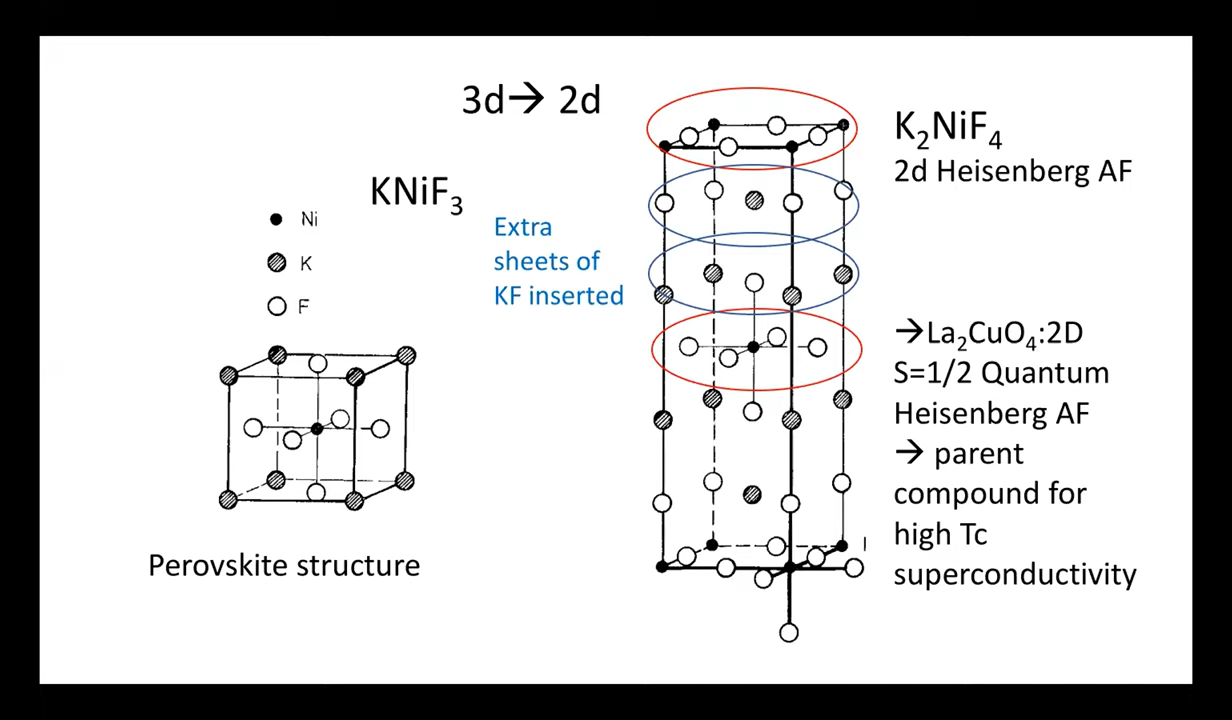 3d→ 2d
KNiF₃
Ni
K
F
Perovskite structure
Extra
sheets of
KF inserted
K₂NiF₄
2d Heisenberg AF
→La₂CuO₄:2D
S=1/2 Quantum
Heisenberg AF
→ parent
compound for
high Tc
superconductivity